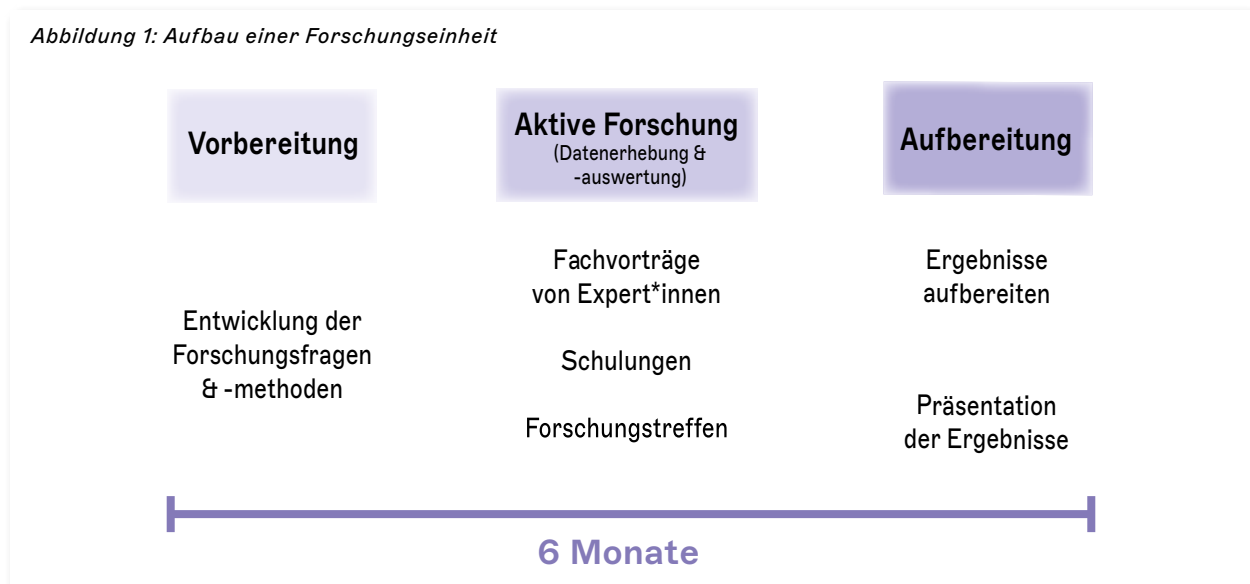 Abbildung 1: Aufbau einer Forschungseinheit
Vorbereitung
Entwicklung der
Forschungsfragen
& -methoden
Aktive Forschung
(Datenerhebung &
-auswertung)
Fachvorträge
von Expert*innen
Schulungen
Forschungstreffen
Aufbereitung
Ergebnisse
aufbereiten
Präsentation
der Ergebnisse
6 Monate